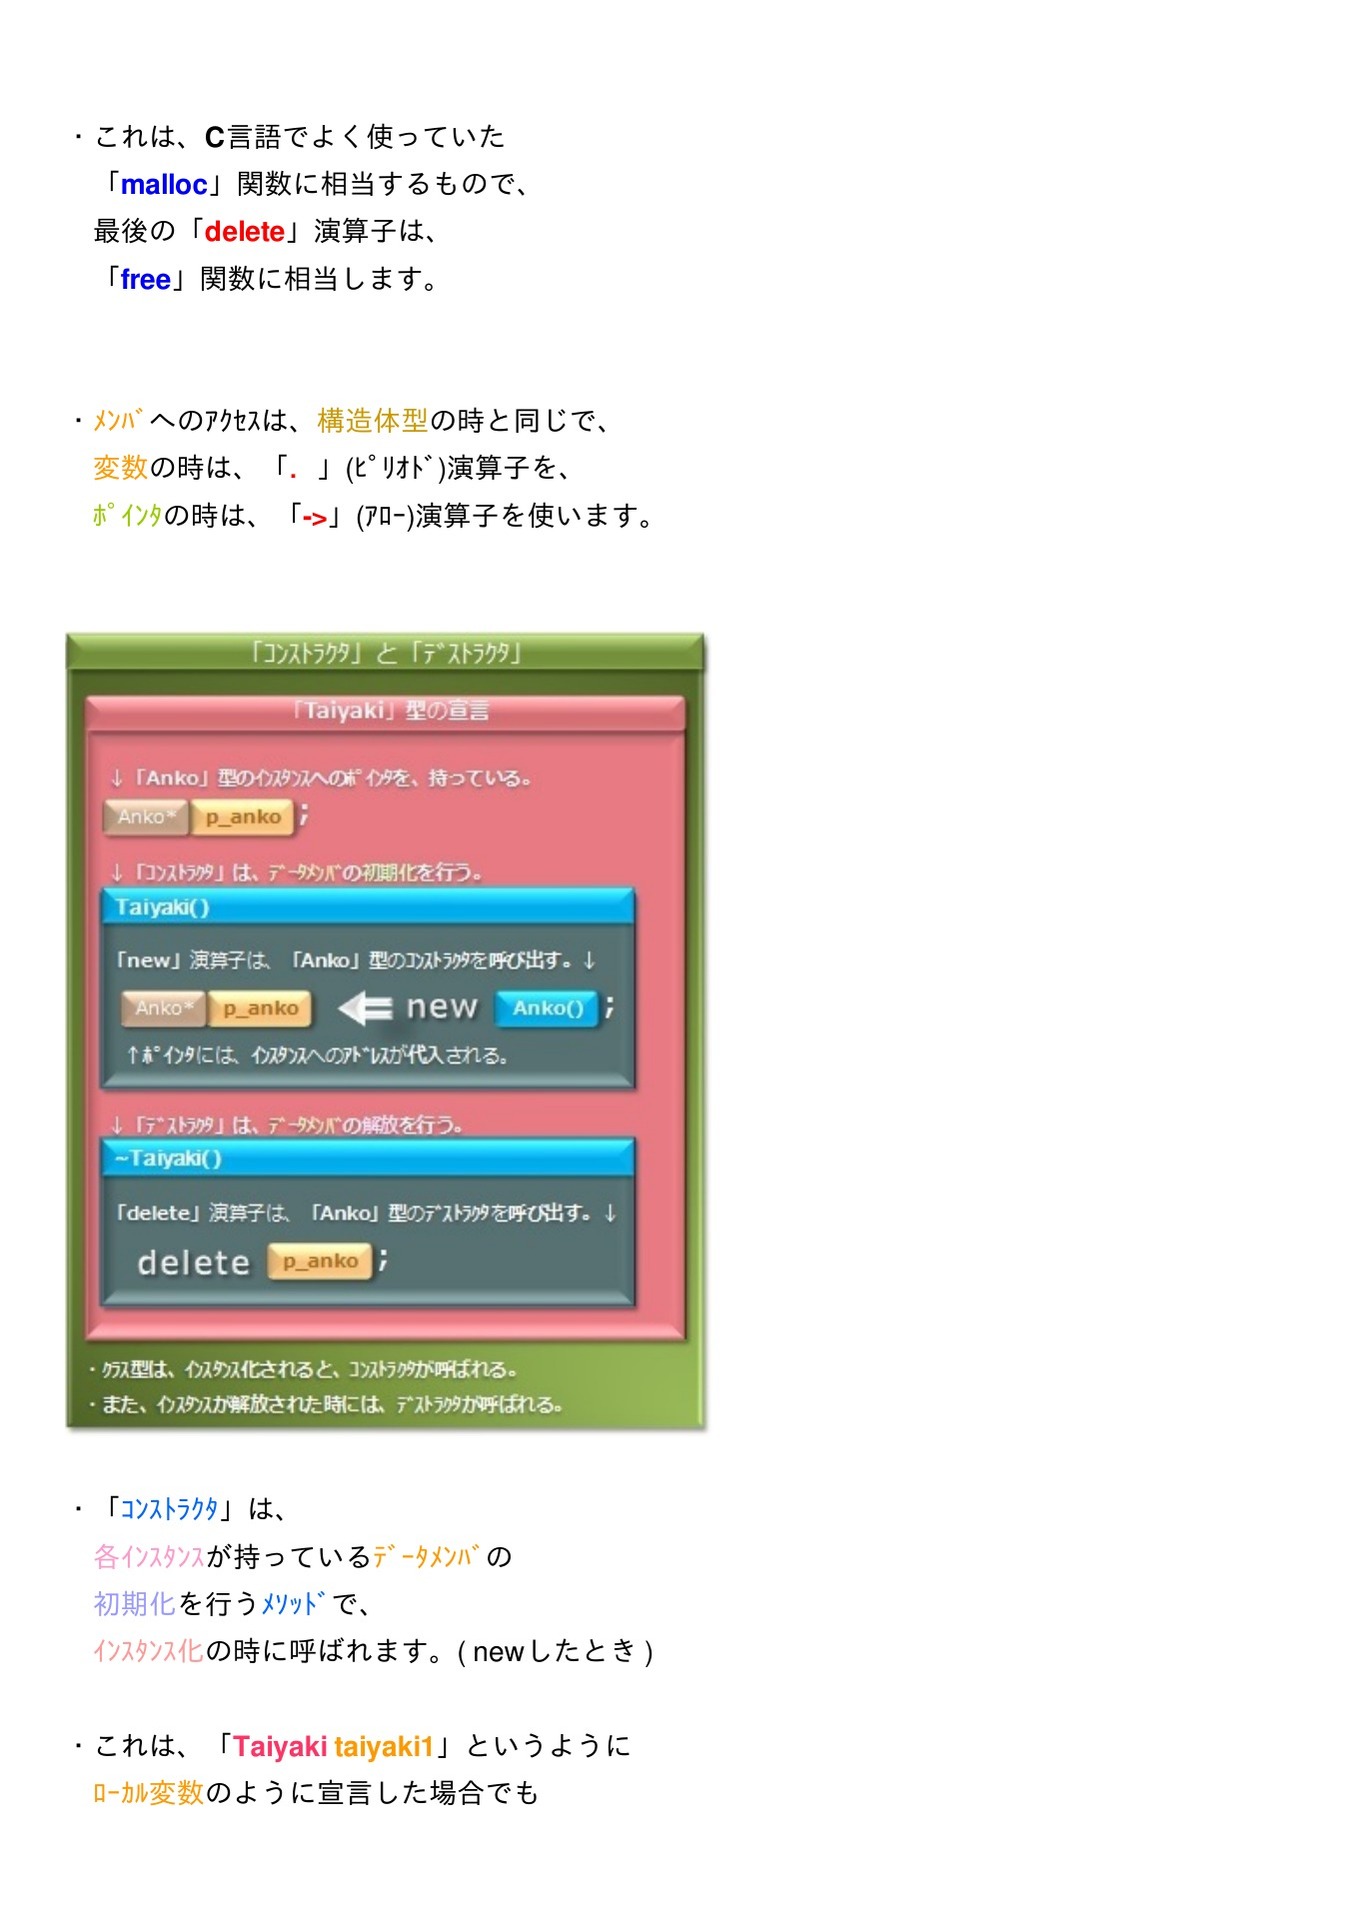 ・これは、C言語でよく使っていた
「malloc」関数に相当するもので、
最後の「delete」演算子は、
「free」関数に相当します。
・ﾒﾝﾊﾞへのｱｸｾｽは、構造体型の時と同じで、
変数の時は、「. 」(ﾋﾟﾘｵﾄﾞ)演算子を、
ﾎﾟｲﾝﾀの時は、「->」(ｱﾛｰ)演算子を使います。
「ｺﾝｽﾄﾗｸﾀ」と「ﾃﾞｽﾄﾗｸﾀ」
「Taiyaki」型の宣言
↓「Anko」型のｲﾝｽﾀﾝｽへのﾎﾟｲﾝﾀを、持っている。
Anko* p_anko ;
↓「ｺﾝｽﾄﾗｸﾀ」は、ﾃﾞｰﾀﾒﾝﾊﾞの初期化を行う。
Taiyaki()
「new」演算子は、「Anko」型のｺﾝｽﾄﾗｸﾀを呼び出す。↓
Anko* p_anko ⇐ new Anko() ;
↑ﾎﾟｲﾝﾀには、ｲﾝｽﾀﾝｽへのｱﾄﾞﾚｽが代入される。
↓「ﾃﾞｽﾄﾗｸﾀ」は、ﾃﾞｰﾀﾒﾝﾊﾞの解放を行う。
~Taiyaki()
「delete」演算子は、「Anko」型のﾃﾞｽﾄﾗｸﾀを呼び出す。↓
delete p_anko ;
・ｸﾗｽ型は、ｲﾝｽﾀﾝｽ化されると、ｺﾝｽﾄﾗｸﾀが呼ばれる。
・また、ｲﾝｽﾀﾝｽが解放された時には、ﾃﾞｽﾄﾗｸﾀが呼ばれる。
・「ｺﾝｽﾄﾗｸﾀ」は、
各ｲﾝｽﾀﾝｽが持っているﾃﾞｰﾀﾒﾝﾊﾞの
初期化を行うﾒｿｯﾄﾞで、
ｲﾝｽﾀﾝｽ化の時に呼ばれます。( newしたとき )
・これは、「Taiyaki taiyaki1」というように
ﾛｰｶﾙ変数のように宣言した場合でも